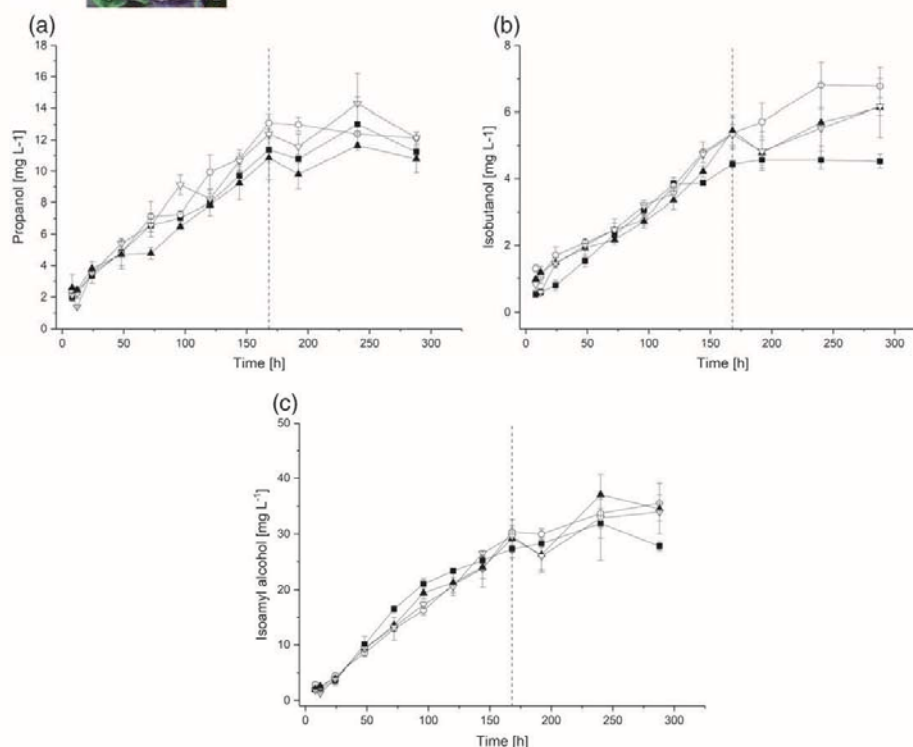 (a)
18
16
14
12
10
8
6
4
2
0
Propanol [mg L-1]
0 50 100 150 200 250 300
Time [h]
(b)
8
6
4
2
0
Isobutanol [mg L-1]
0 50 100 150 200 250 300
Time [h]
(c)
50
40
30
20
10
0
Isoamyl alcohol [mg L⁻¹]
0 50 100 150 200 250 300
Time [h]